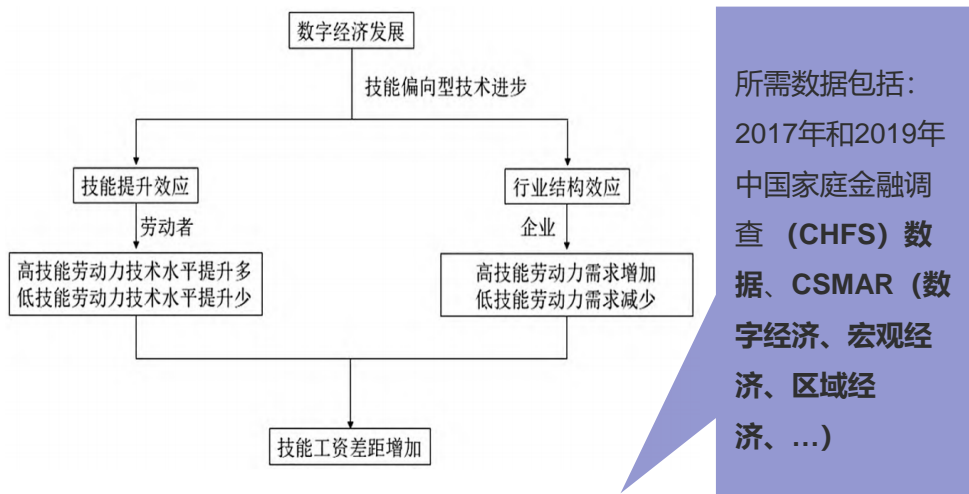 数字经济发展
技能偏向型技术进步
技能提升效应
行业结构效应
劳动者
企业
高技能劳动力技术水平提升多
低技能劳动力技术水平提升少
高技能劳动力需求增加
低技能劳动力需求减少
技能工资差距增加
所需数据包括：
2017年和2019年
中国家庭金融调
查（CHFS）数
据、CSMAR（数
字经济、宏观经
济、区域经
济、…）